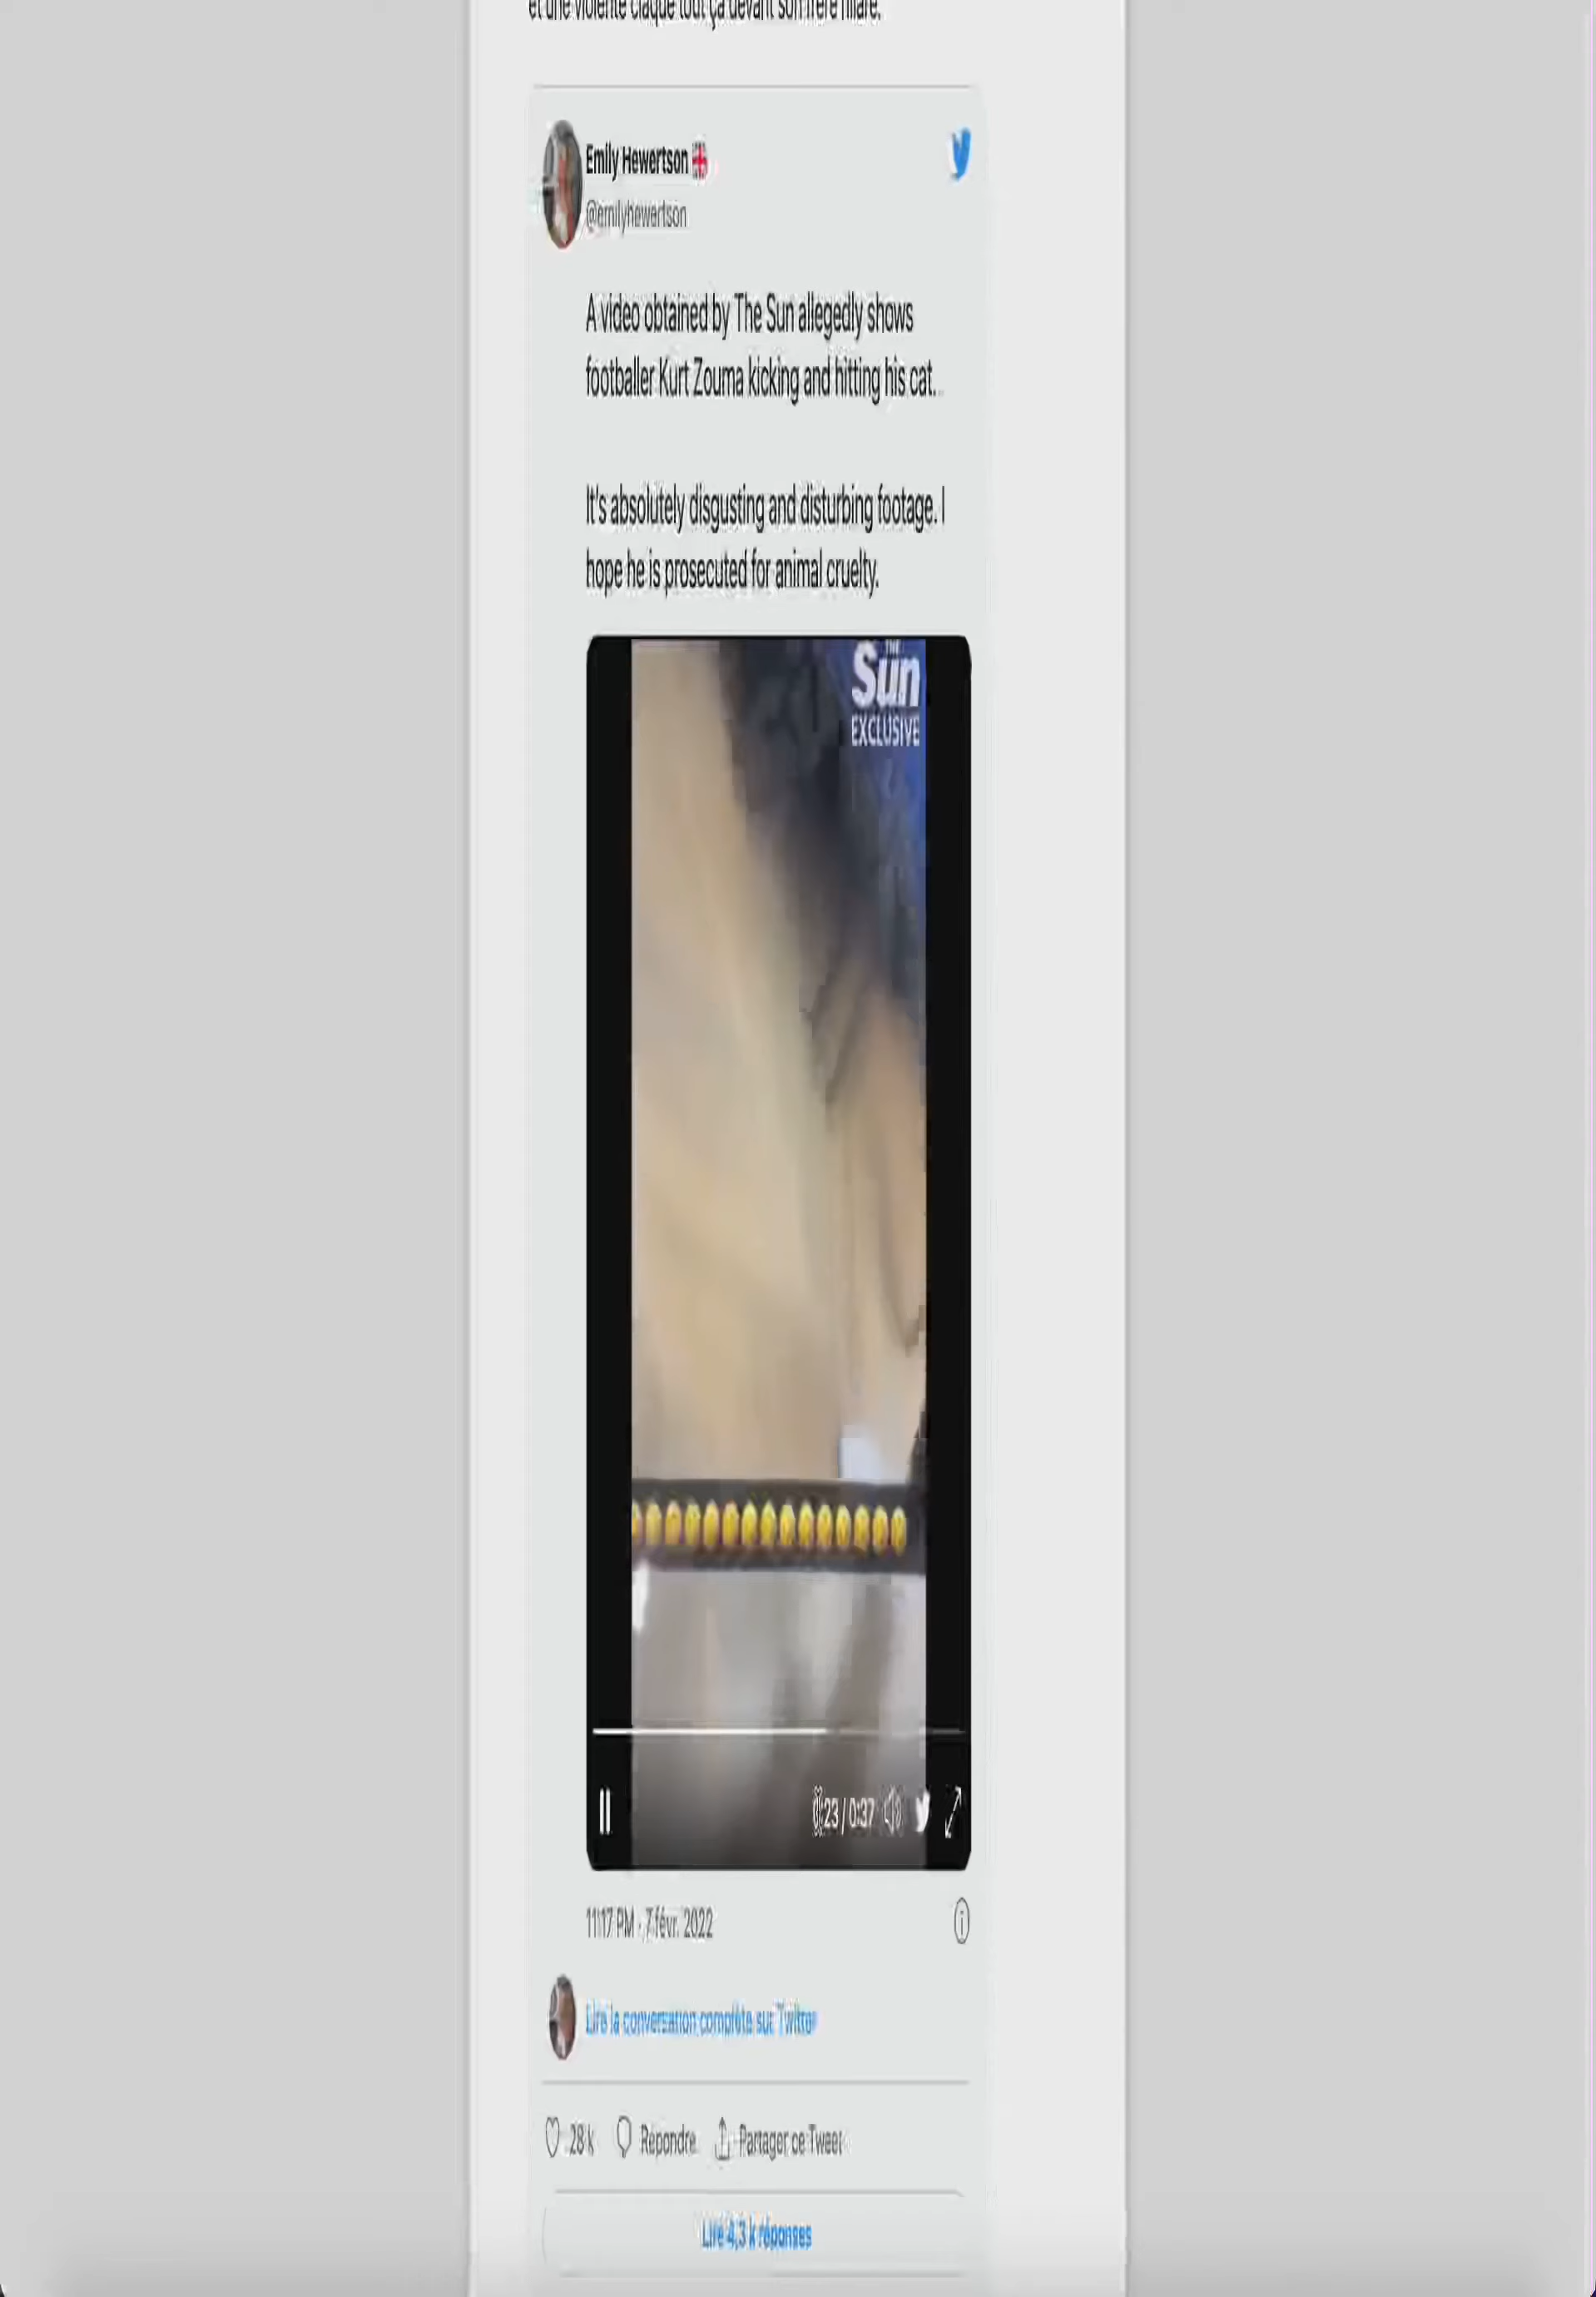 et une violente claque tout ça devant son frère hilare.
Emily Hewertson
@emilyhewertson
A video obtained by The Sun allegedly shows
footballer Kurt Zouma kicking and hitting his cat..
It's absolutely disgusting and disturbing footage. I
hope he is prosecuted for animal cruelty.
THE
Sun
EXCLUSIVE
0:23 / 0:37
11:17 PM · 7 févr. 2022
Lire la conversation complète sur Twitter
28 k Répondre Partager ce Tweet
Lire 4,3 k réponses